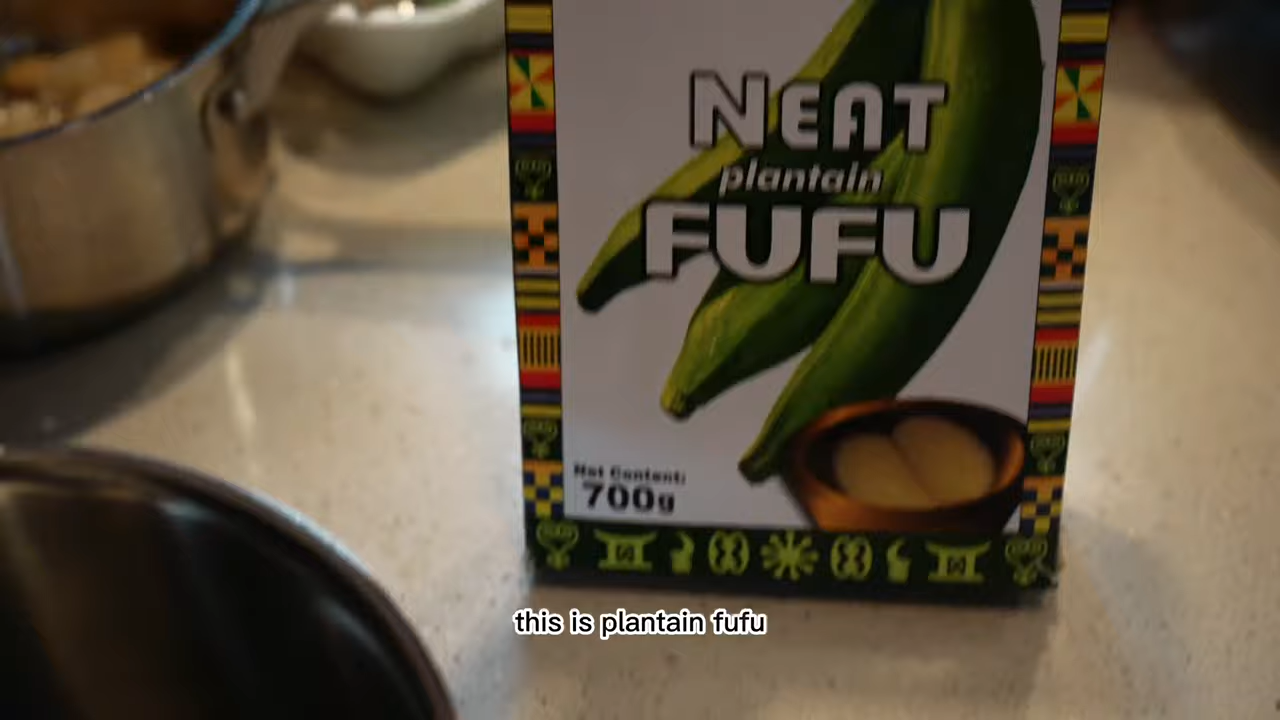 NEAT
plantain
FUFU
Net Content:
700g
this is plantain fufu